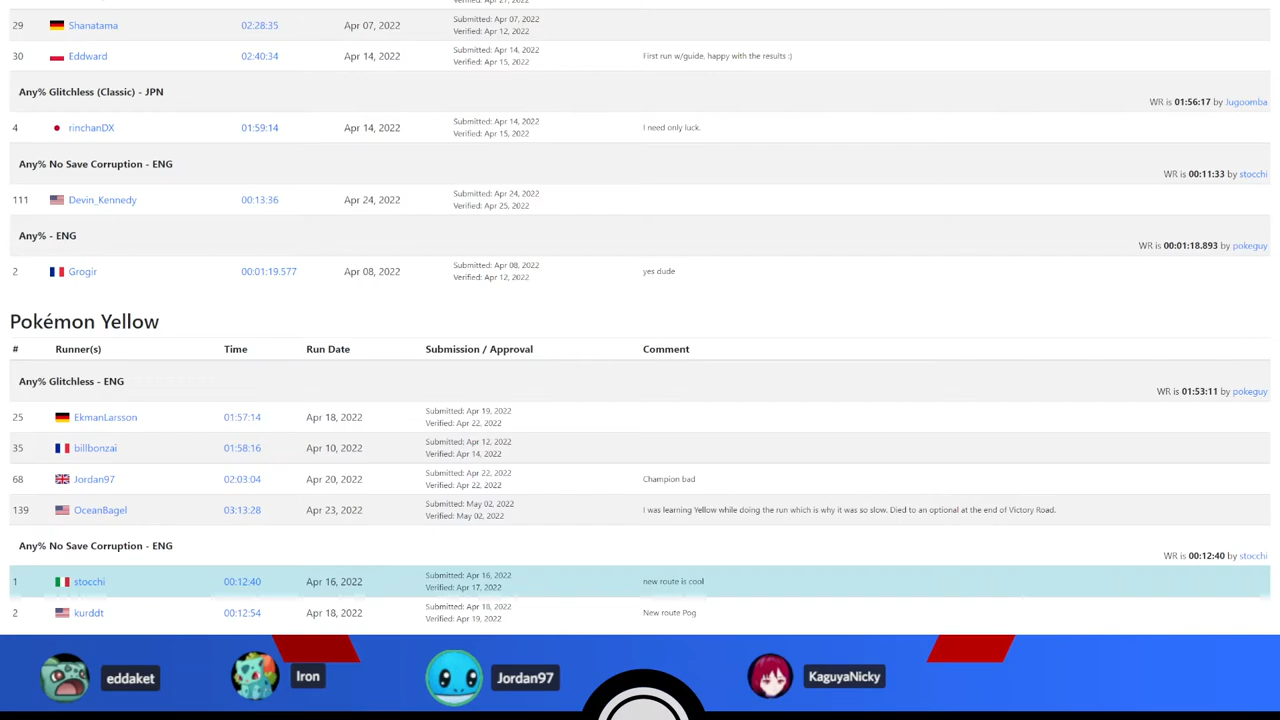 29 Shanatama 02:28:35 Apr 07, 2022 Submitted: Apr 07, 2022
Verified: Apr 12, 2022
30 Eddward 02:40:34 Apr 14, 2022 Submitted: Apr 14, 2022 First run w/guide, happy with the results :)
Verified: Apr 15, 2022
Any% Glitchless (Classic) - JPN
WR is 01:56:17 by Jugoomba
4 rinchanDX 01:59:14 Apr 14, 2022 Submitted: Apr 14, 2022 I need only luck.
Verified: Apr 15, 2022
Any% No Save Corruption - ENG
WR is 00:11:33 by stocchi
111 Devin_Kennedy 00:13:36 Apr 24, 2022 Submitted: Apr 24, 2022
Verified: Apr 25, 2022
Any% - ENG
WR is 00:01:18.893 by pokeguy
2 Grogir 00:01:19.577 Apr 08, 2022 Submitted: Apr 08, 2022 yes dude
Verified: Apr 12, 2022
Pokémon Yellow
# Runner(s) Time Run Date Submission / Approval Comment
Any% Glitchless - ENG
WR is 01:53:11 by pokeguy
25 EkmanLarsson 01:57:14 Apr 18, 2022 Submitted: Apr 19, 2022
Verified: Apr 22, 2022
35 billbonzai 01:58:16 Apr 10, 2022 Submitted: Apr 12, 2022
Verified: Apr 14, 2022
68 Jordan97 02:03:04 Apr 20, 2022 Submitted: Apr 22, 2022 Champion bad
Verified: Apr 22, 2022
139 OceanBagel 03:13:28 Apr 23, 2022 Submitted: May 02, 2022 I was learning Yellow while doing the run which is why it was so slow. Died to an optional at the end of Victory Road.
Verified: May 02, 2022
Any% No Save Corruption - ENG
WR is 00:12:40 by stocchi
1 stocchi 00:12:40 Apr 16, 2022 Submitted: Apr 16, 2022 new route is cool
Verified: Apr 17, 2022
2 kurddt 00:12:54 Apr 18, 2022 Submitted: Apr 18, 2022 New route Pog
Verified: Apr 19, 2022
eddaket Iron Jordan97 KaguyaNicky